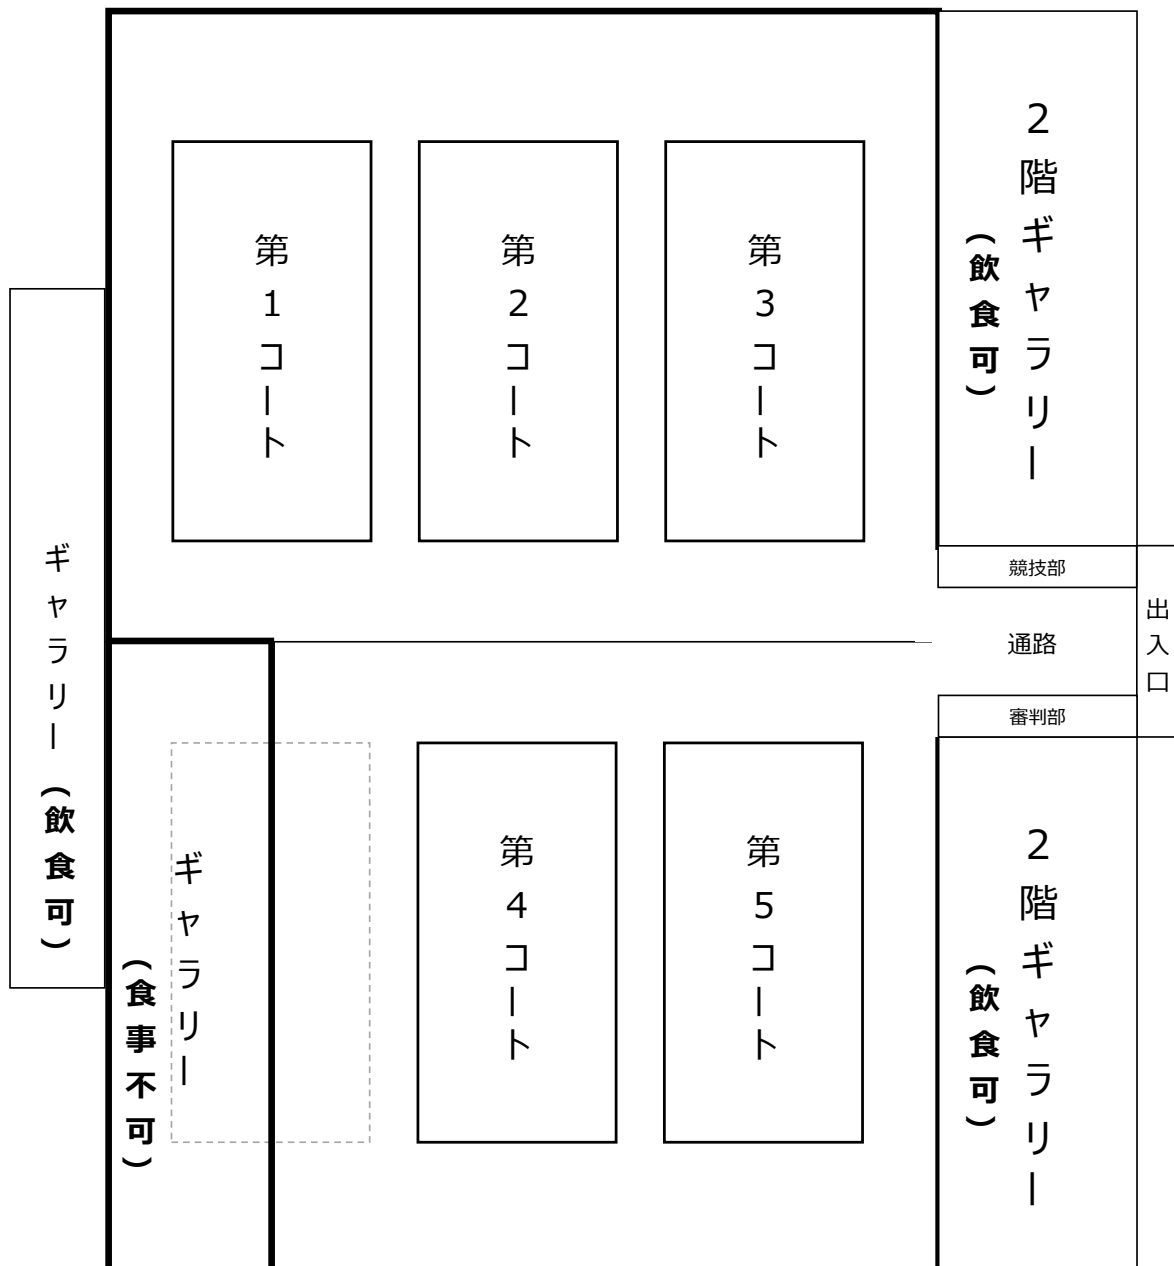 第1コート
第2コート
第3コート
2階ギャラリー
(飲食可)
ギャラリー(飲食可)
競技部
通路
出入口
審判部
ギャラリー
(食事不可)
第4コート
第5コート
2階ギャラリー
(飲食可)